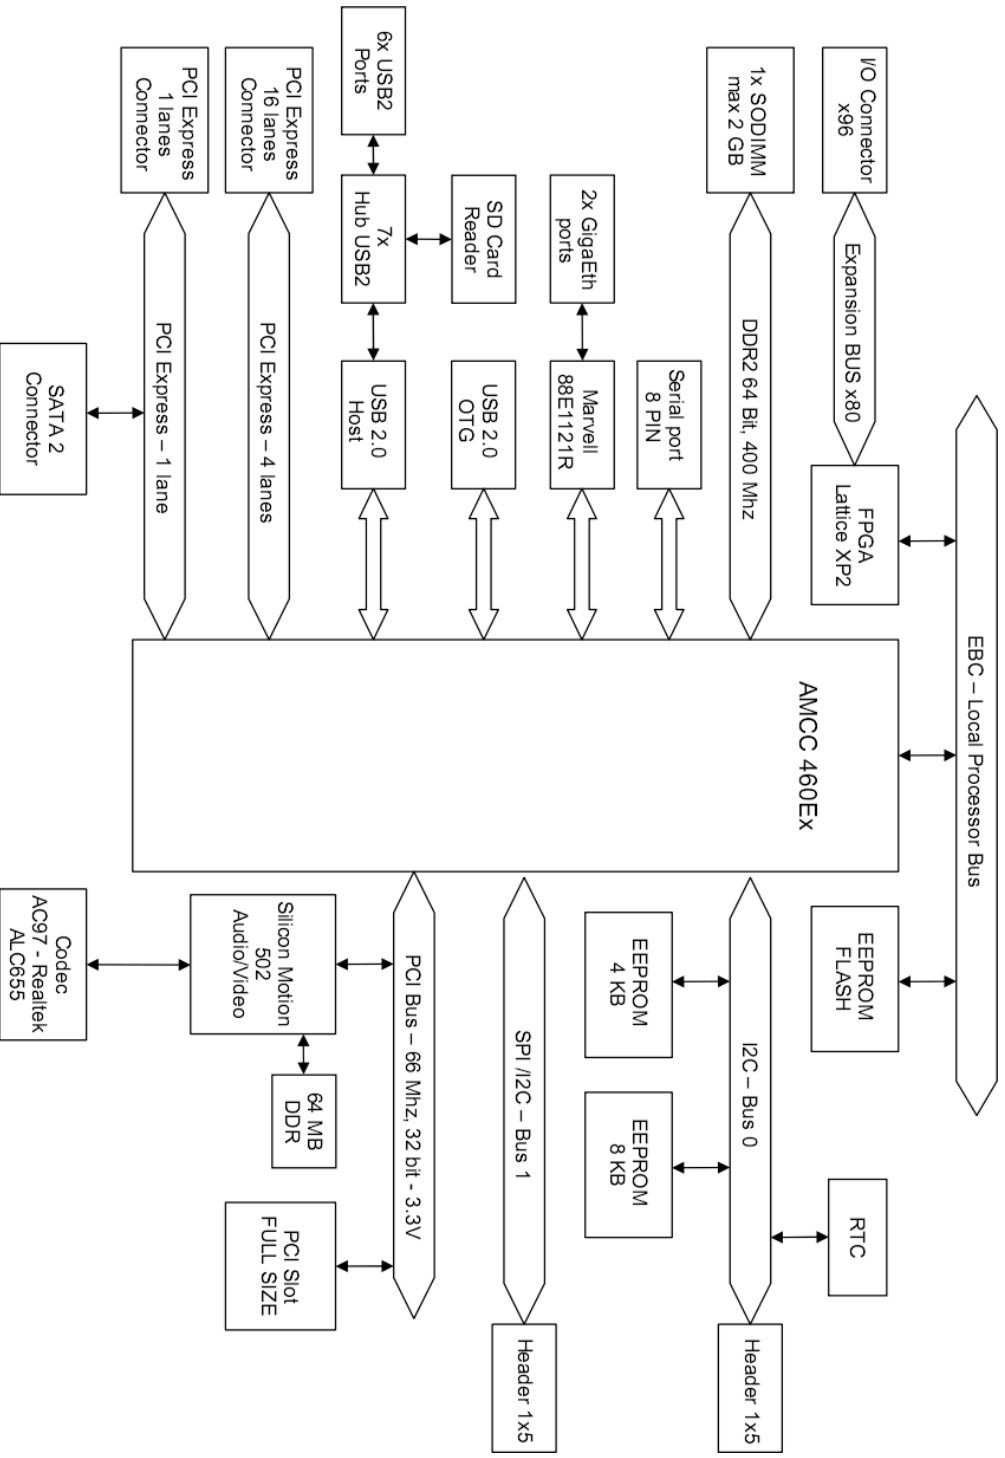 EBC – Local Processor Bus
I/O Connector
x96
Expansion BUS x80
FPGA
Lattice XP2
EEPROM
FLASH
RTC
1x SODIMM
max 2 GB
DDR2 64 Bit, 400 Mhz
AMCC 460Ex
I2C – Bus 0
Header 1x5
Serial port
8 PIN
EEPROM
4 KB
EEPROM
8 KB
2x GigaEth
ports
Marvell
88E1121R
SPI /I2C – Bus 1
Header 1x5
SD Card
Reader
USB 2.0
OTG
6x USB2
Ports
7x
Hub USB2
USB 2.0
Host
PCI Bus – 66 Mhz, 32 bit - 3.3V
PCI Express
16 lanes
Connector
PCI Express – 4 lanes
Silicon Motion
502
Audio/Video
64 MB
DDR
PCI Slot
FULL SIZE
PCI Express
1 lanes
Connector
PCI Express – 1 lane
SATA 2
Connector
Codec
AC97 - Realtek
ALC655